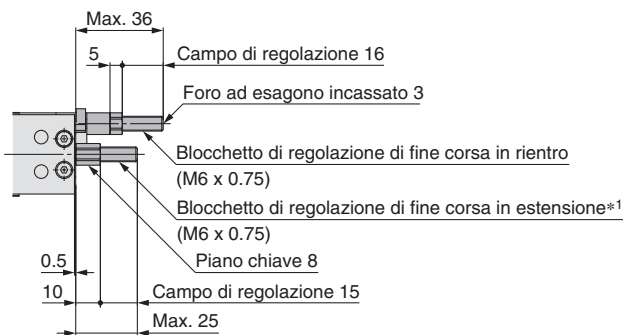 Max. 36
5
Campo di regolazione 16
Foro ad esagono incassato 3
Blocchetto di regolazione di fine corsa in rientro
(M6 x 0.75)
Blocchetto di regolazione di fine corsa in estensione*1
(M6 x 0.75)
Piano chiave 8
0.5
10
Campo di regolazione 15
Max. 25